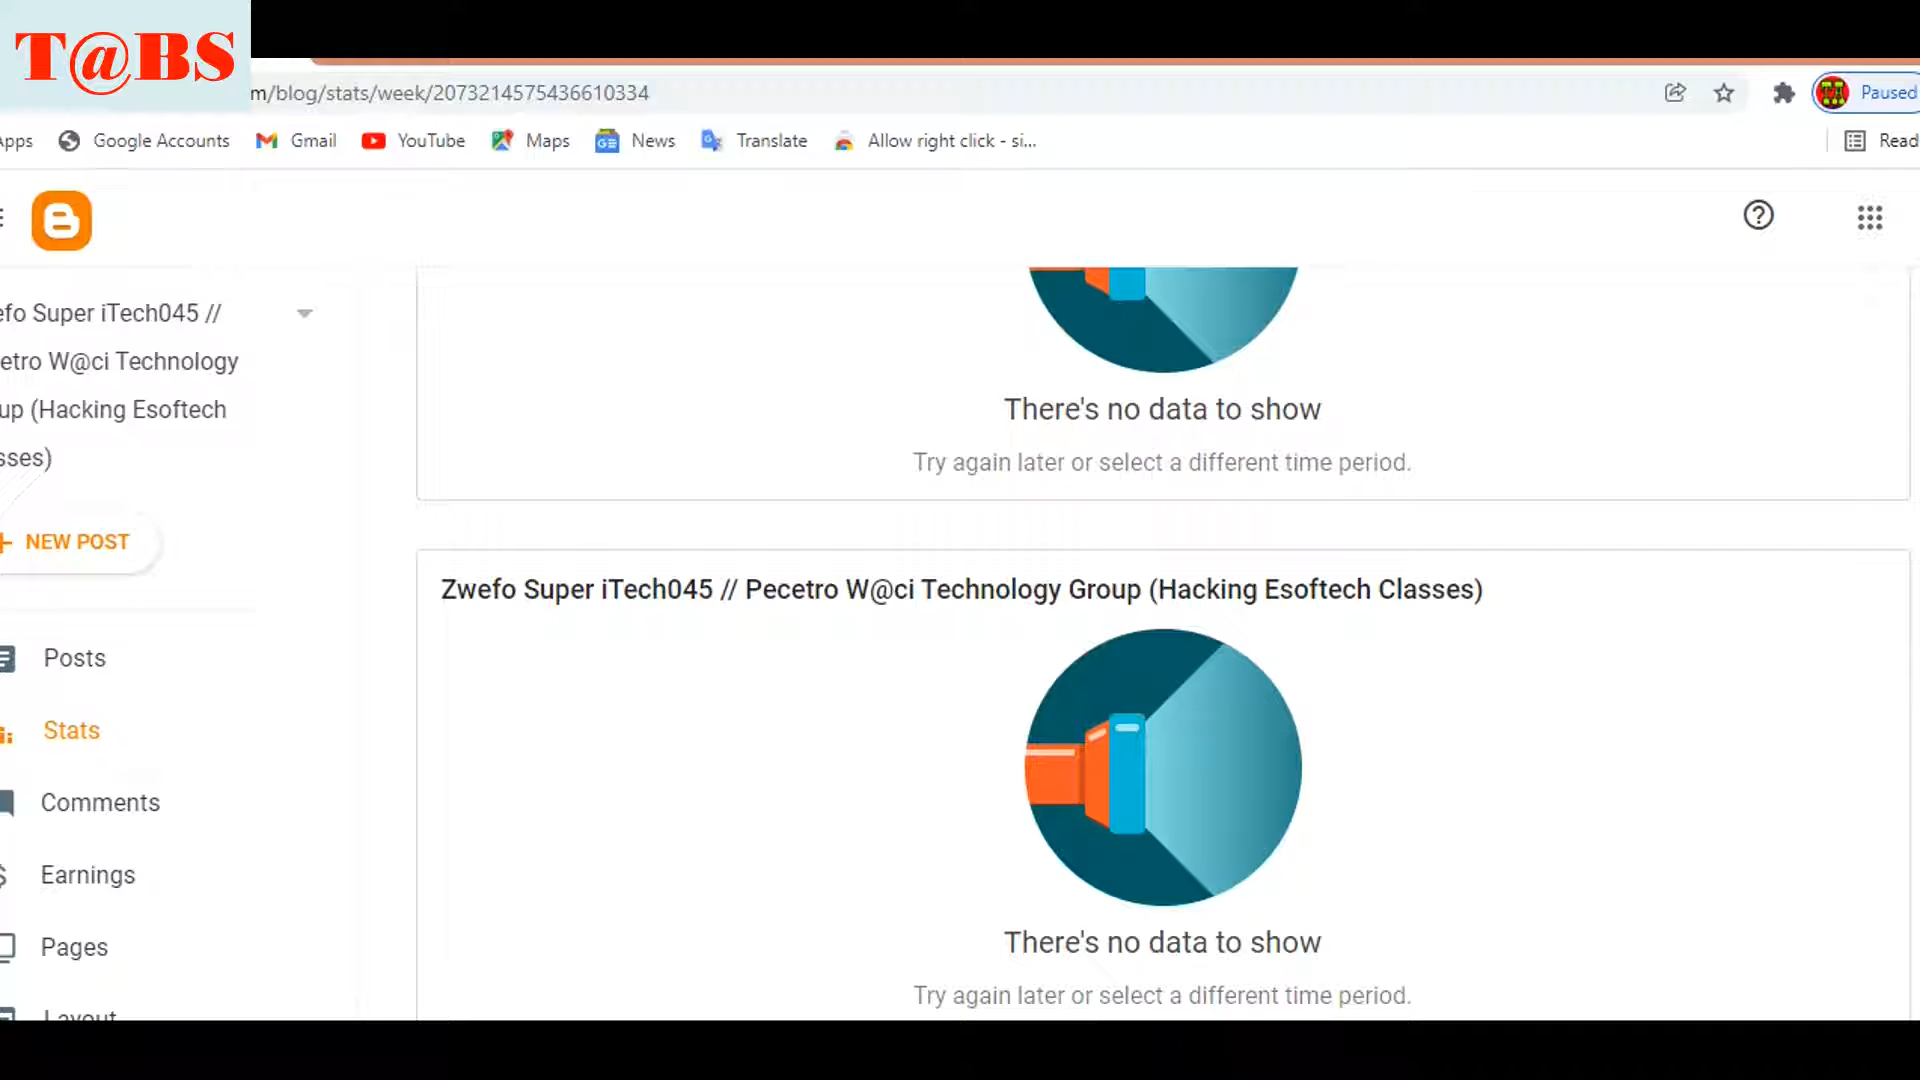 T@BS
m/blog/stats/week/2073214575436610334
Paused
Apps
Google Accounts
Gmail
YouTube
Maps
News
Translate
Allow right click - si...
Read
efo Super iTech045 //
etro W@ci Technology
up (Hacking Esoftech
sses)
There's no data to show
Try again later or select a different time period.
+ NEW POST
Zwefo Super iTech045 // Pecetro W@ci Technology Group (Hacking Esoftech Classes)
Posts
Stats
Comments
Earnings
Pages
Layout
There's no data to show
Try again later or select a different time period.